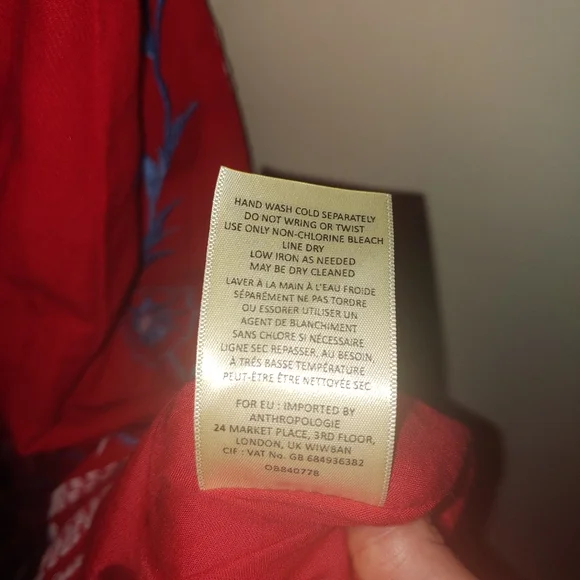 HAND WASH COLD SEPARATELY
DO NOT WRING OR TWIST
USE ONLY NON-CHLORINE BLEACH
LINE DRY
LOW IRON AS NEEDED
MAY BE DRY CLEANED
LAVER À LA MAIN À L'EAU FROIDE
SÉPARÉMENT NE PAS TORDRE
OU ESSORER UTILISER UN
AGENT DE BLANCHIMENT
SANS CHLORE SI NÉCESSAIRE
LIGNE SEC REPASSER, AU BESOIN,
À TRÉS BASSE TEMPÉRATURE
PEUT-ÊTRE ÊTRE NETTOYÉE SEC
FOR EU : IMPORTED BY
ANTHROPOLOGIE
24 MARKET PLACE, 3RD FLOOR,
LONDON, UK WIW8AN
CIF : VAT No. GB 684936382
OB840778